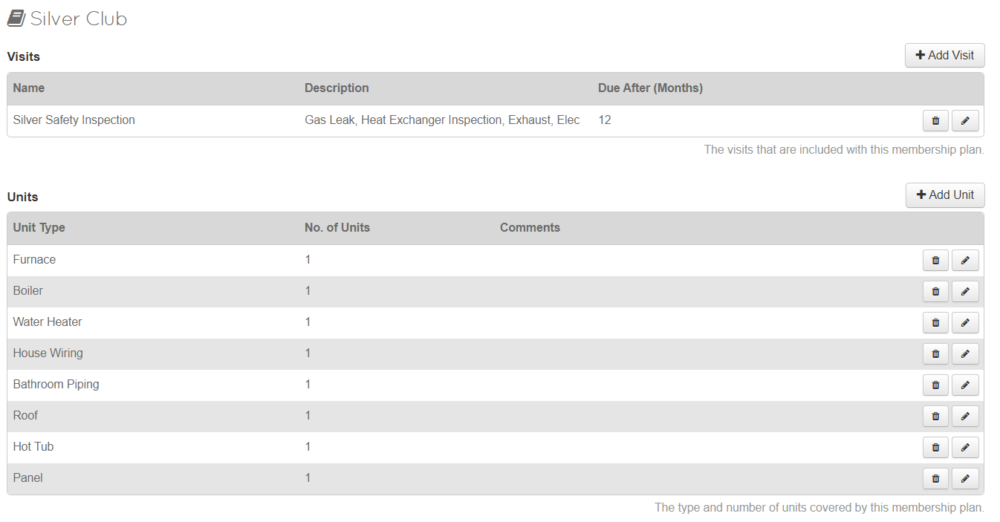 Silver Club
Visits
Add Visit
Name Description Due After (Months)
Silver Safety Inspection Gas Leak, Heat Exchanger Inspection, Exhaust, Elec 12
The visits that are included with this membership plan.
Units
Add Unit
Unit Type No. of Units Comments
Furnace 1
Boiler 1
Water Heater 1
House Wiring 1
Bathroom Piping 1
Roof 1
Hot Tub 1
Panel 1
The type and number of units covered by this membership plan.